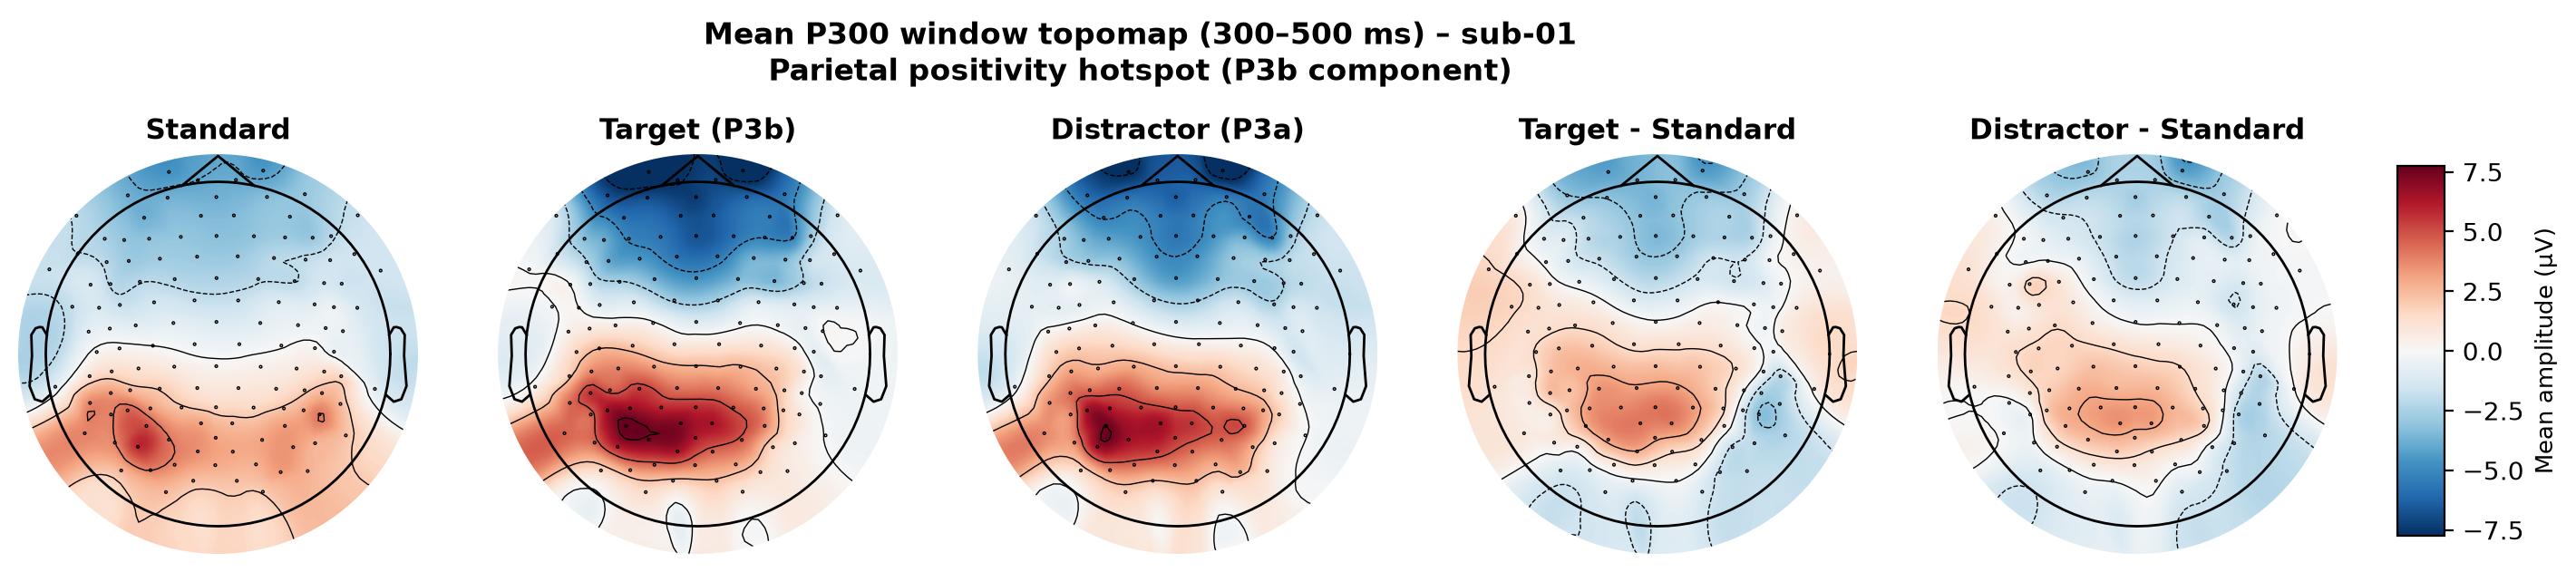 Mean P300 window topomap (300–500 ms) – sub-01
Parietal positivity hotspot (P3b component)
Standard
Target (P3b)
Distractor (P3a)
Target - Standard
Distractor - Standard
7.5
5.0
2.5
0.0
−2.5
−5.0
−7.5
Mean amplitude (µV)